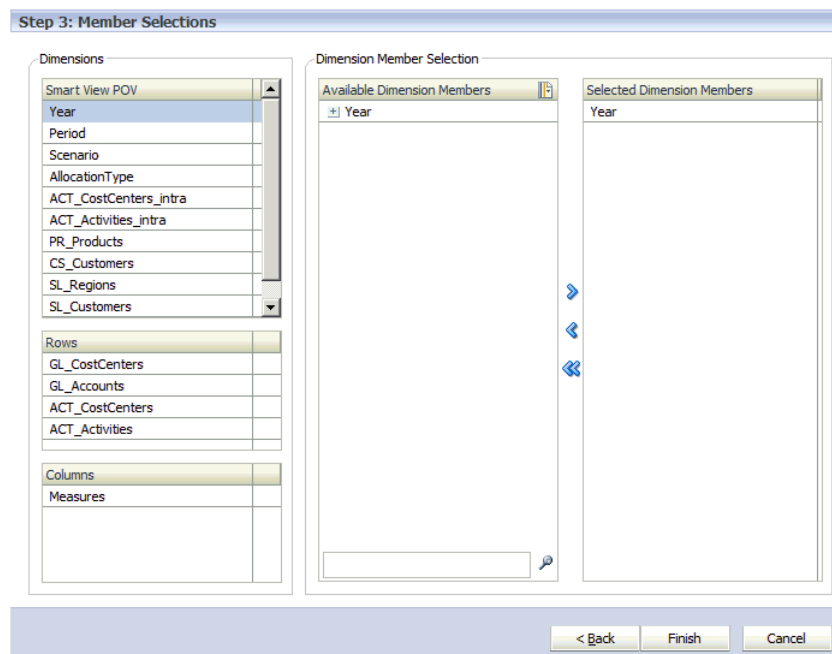 Step 3: Member Selections
Dimensions
Smart View POV
Year
Period
Scenario
AllocationType
ACT_CostCenters_intra
ACT_Activities_intra
PR_Products
CS_Customers
SL_Regions
SL_Customers
Rows
GL_CostCenters
GL_Accounts
ACT_CostCenters
ACT_Activities
Columns
Measures
Dimension Member Selection
Available Dimension Members
Year
Selected Dimension Members
Year
< Back
Finish
Cancel